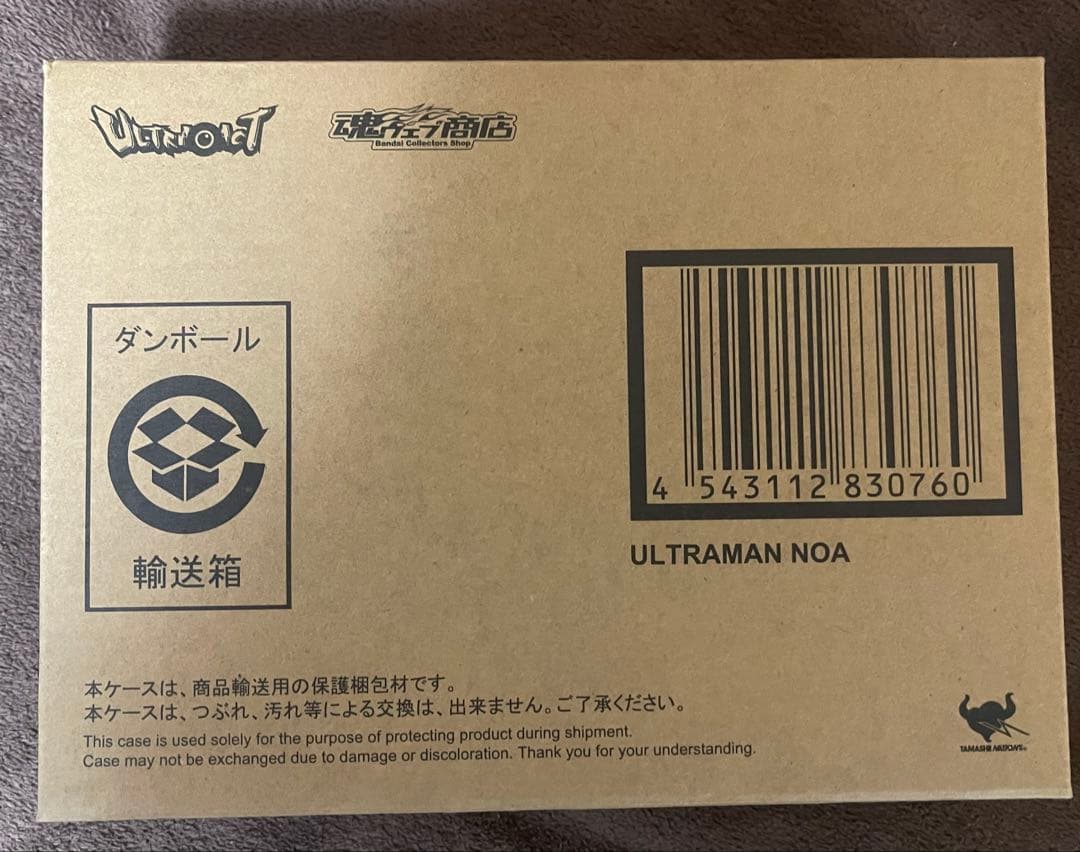 ULTRA-ACT
魂ウェブ商店
Bandai Collectors Shop
ダンボール
輸送箱
4 543112 830760
ULTRAMAN NOA
本ケースは、商品輸送用の保護梱包材です。
本ケースは、つぶれ、汚れ等による交換は、出来ません。ご了承ください。
This case is used solely for the purpose of protecting product during shipment.
Case may not be exchanged due to damage or discoloration. Thank you for your understanding.
TAMASHII NATIONS